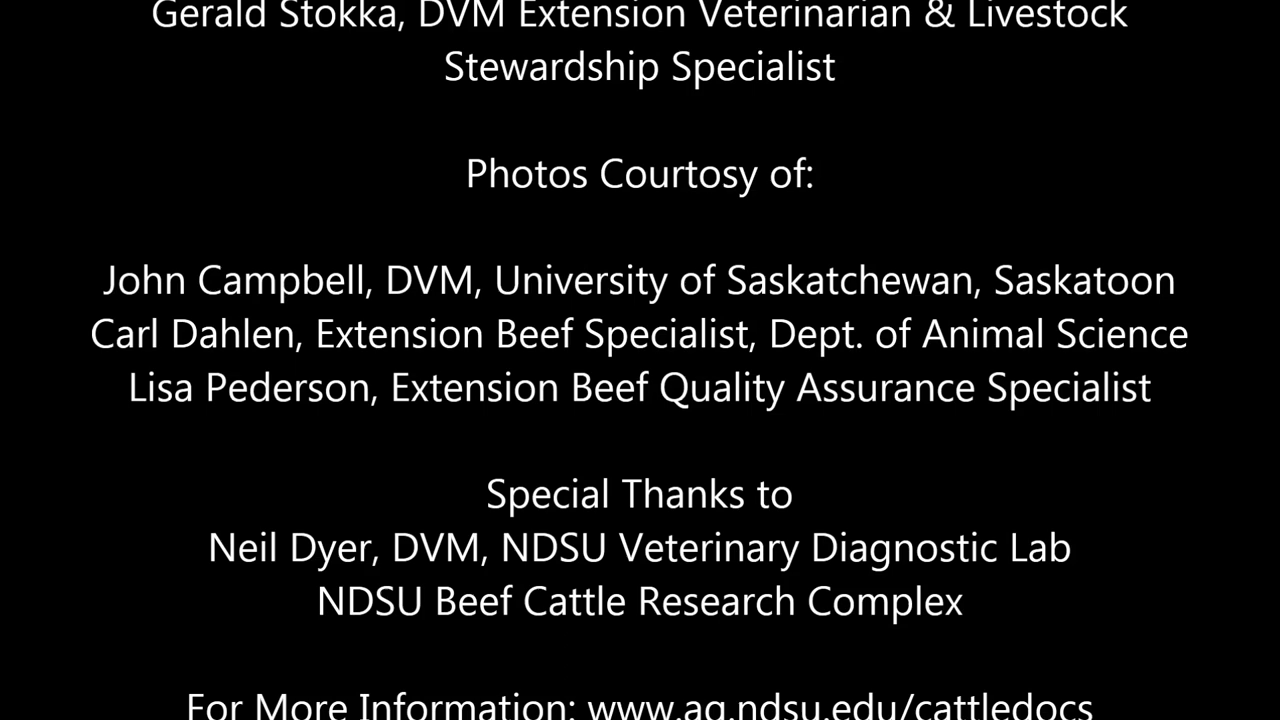 Gerald Stokka, DVM Extension Veterinarian & Livestock
Stewardship Specialist
Photos Courtosy of:
John Campbell, DVM, University of Saskatchewan, Saskatoon
Carl Dahlen, Extension Beef Specialist, Dept. of Animal Science
Lisa Pederson, Extension Beef Quality Assurance Specialist
Special Thanks to
Neil Dyer, DVM, NDSU Veterinary Diagnostic Lab
NDSU Beef Cattle Research Complex
For More Information: www.ag.ndsu.edu/cattledocs